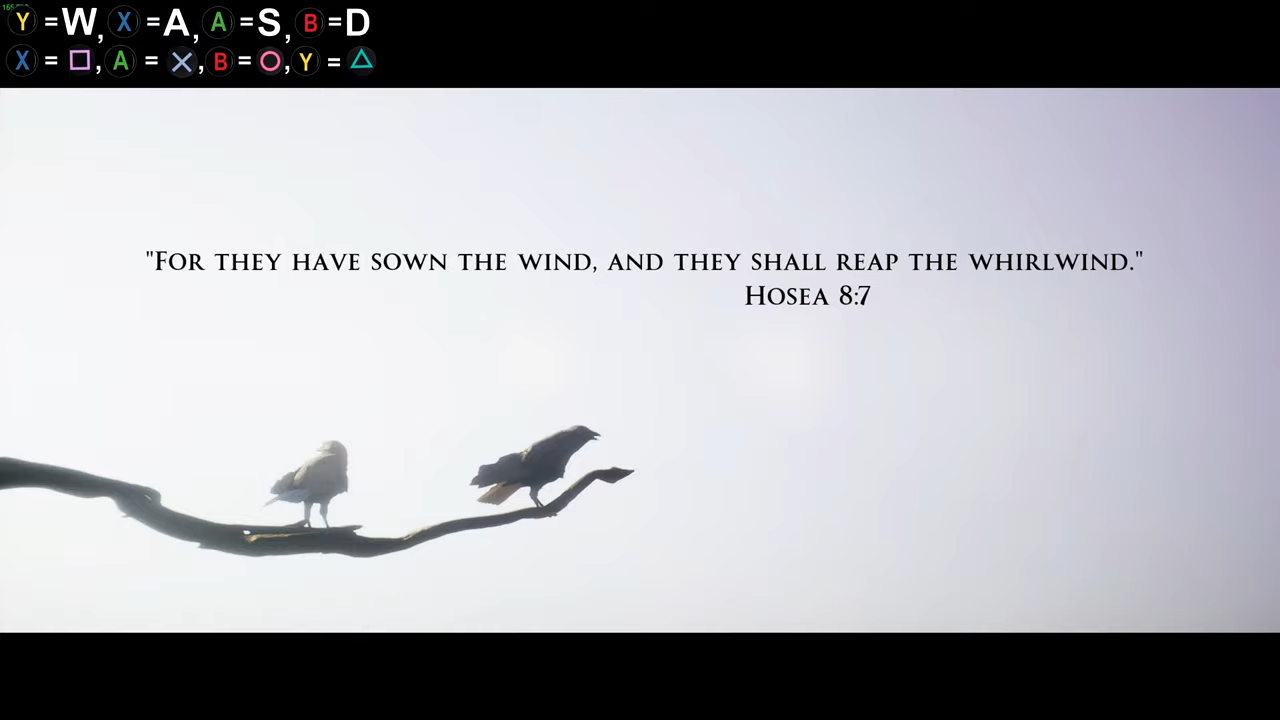 Y = W, X = A, A = S, B = D
X = □, A = ✕, B = ○, Y = △
"For they have sown the wind, and they shall reap the whirlwind."
Hosea 8:7